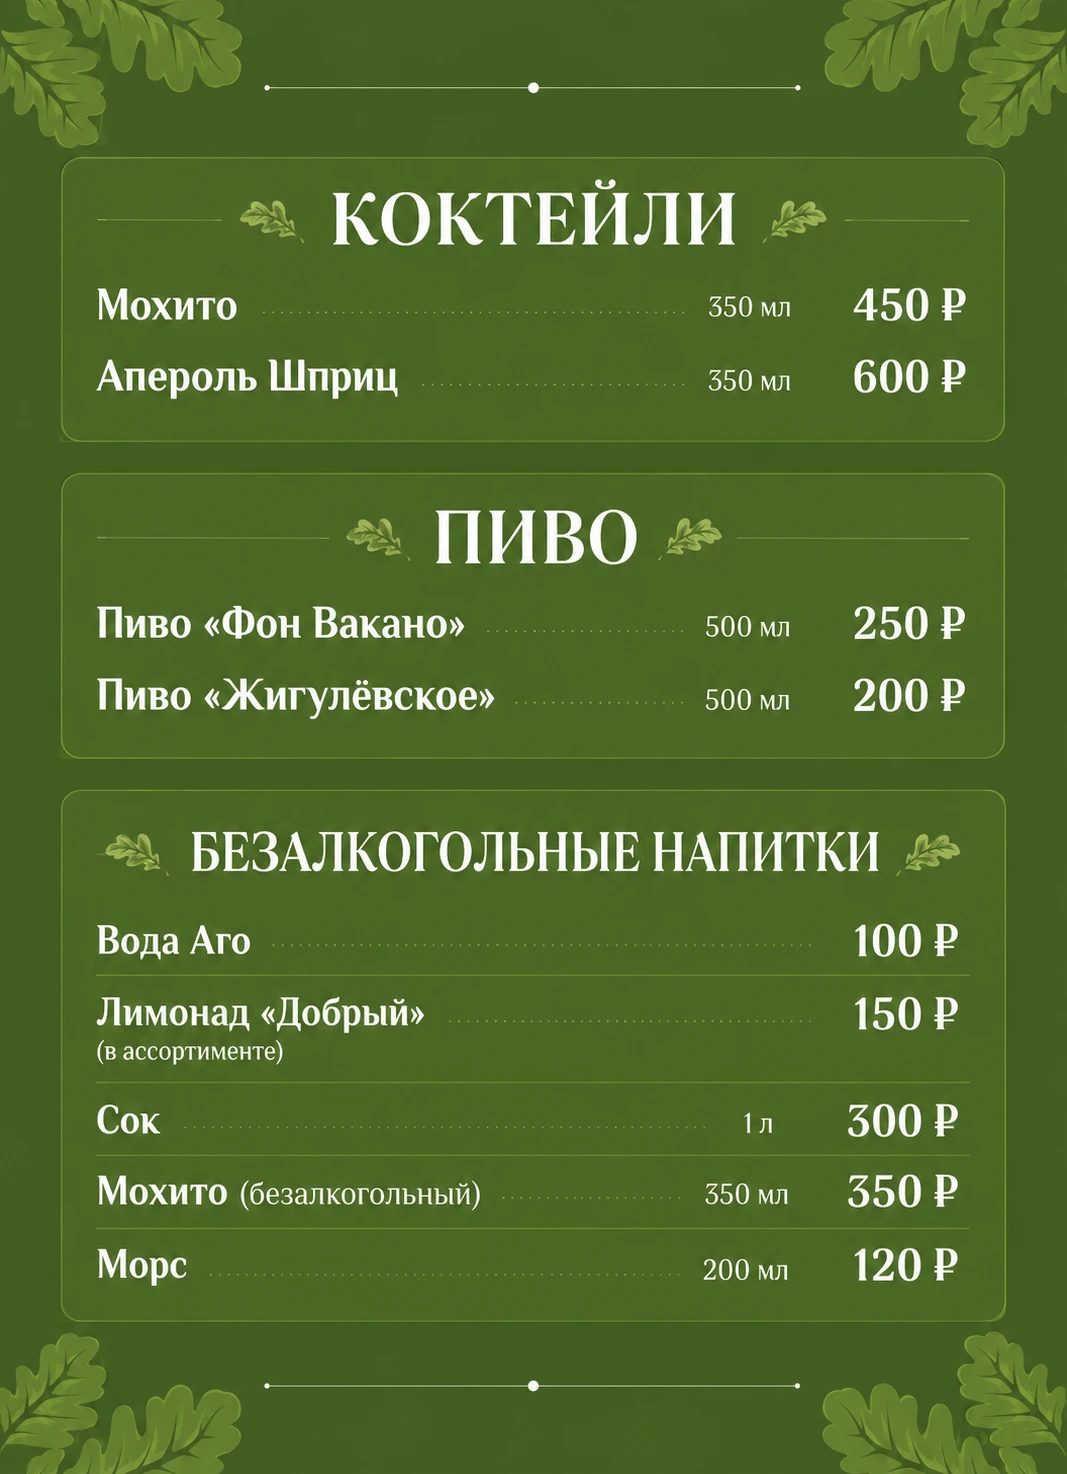 КОКТЕЙЛИ
Мохито 350 мл 450 ₽
Апероль Шприц 350 мл 600 ₽
ПИВО
Пиво «Фон Вакано» 500 мл 250 ₽
Пиво «Жигулёвское» 500 мл 200 ₽
БЕЗАЛКОГОЛЬНЫЕ НАПИТКИ
Вода Аго 100 ₽
Лимонад «Добрый» 150 ₽
(в ассортименте)
Сок 1 л 300 ₽
Мохито (безалкогольный) 350 мл 350 ₽
Морс 200 мл 120 ₽